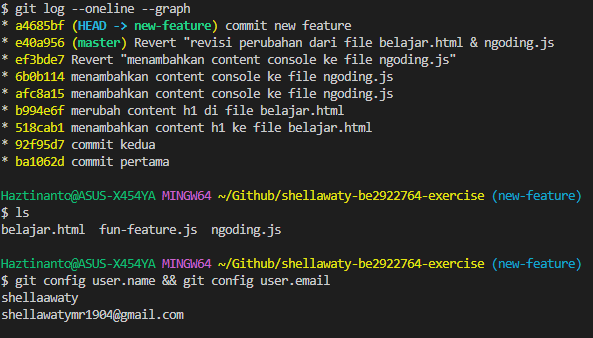 $ git log --oneline --graph
* a4685bf (HEAD -> new-feature) commit new feature
* e40a956 (master) Revert "revisi perubahan dari file belajar.html & ngoding.js
* ef3bde7 Revert "menambahkan content console ke file ngoding.js"
* 6b0b114 menambahkan content console ke file ngoding.js
* afc8a15 menambahkan content console ke file ngoding.js
* b994e6f merubah content h1 di file belajar.html
* 518cab1 menambahkan content h1 ke file belajar.html
* 92f95d7 commit kedua
* ba1062d commit pertama
Haztinanto@ASUS-X454YA MINGW64 ~/Github/shellawaty-be2922764-exercise (new-feature)
$ ls
belajar.html  fun-feature.js  ngoding.js
Haztinanto@ASUS-X454YA MINGW64 ~/Github/shellawaty-be2922764-exercise (new-feature)
$ git config user.name && git config user.email
shellaawaty
shellawatymr1904@gmail.com